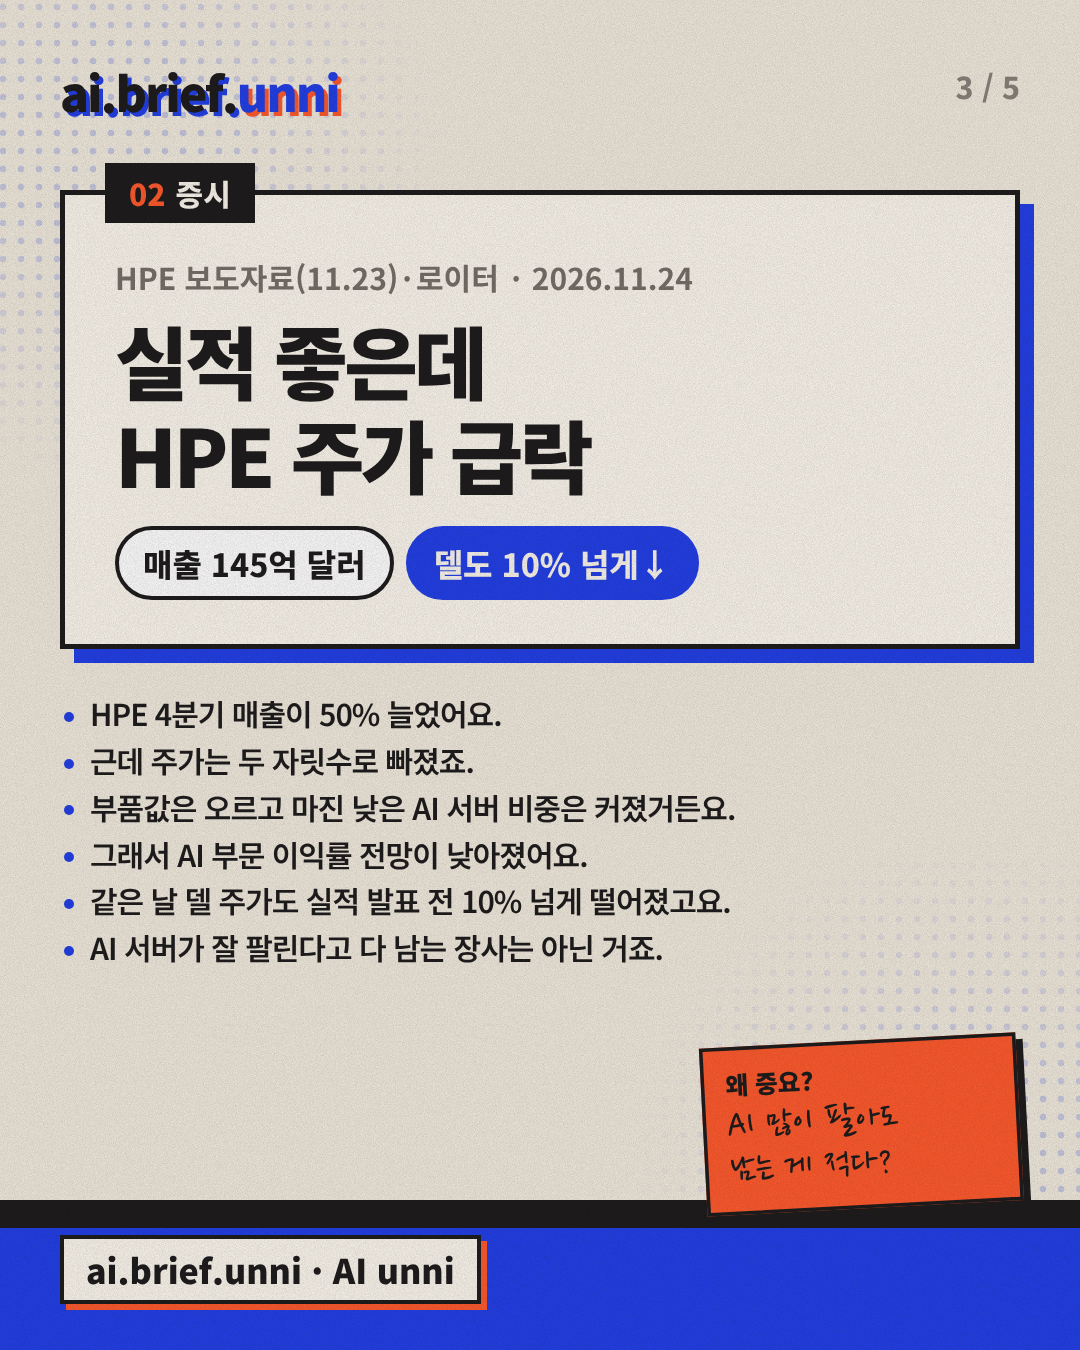 ai.brief.unni
3 / 5
02 증시
HPE 보도자료(11.23)·로이터 · 2026.11.24
실적 좋은데
HPE 주가 급락
매출 145억 달러
델도 10% 넘게↓
• HPE 4분기 매출이 50% 늘었어요.
• 근데 주가는 두 자릿수로 빠졌죠.
• 부품값은 오르고 마진 낮은 AI 서버 비중은 커졌거든요.
• 그래서 AI 부문 이익률 전망이 낮아졌어요.
• 같은 날 델 주가도 실적 발표 전 10% 넘게 떨어졌고요.
• AI 서버가 잘 팔린다고 다 남는 장사는 아닌 거죠.
왜 중요?
AI 많이 팔아도
남는 게 적다?
ai.brief.unni · AI unni